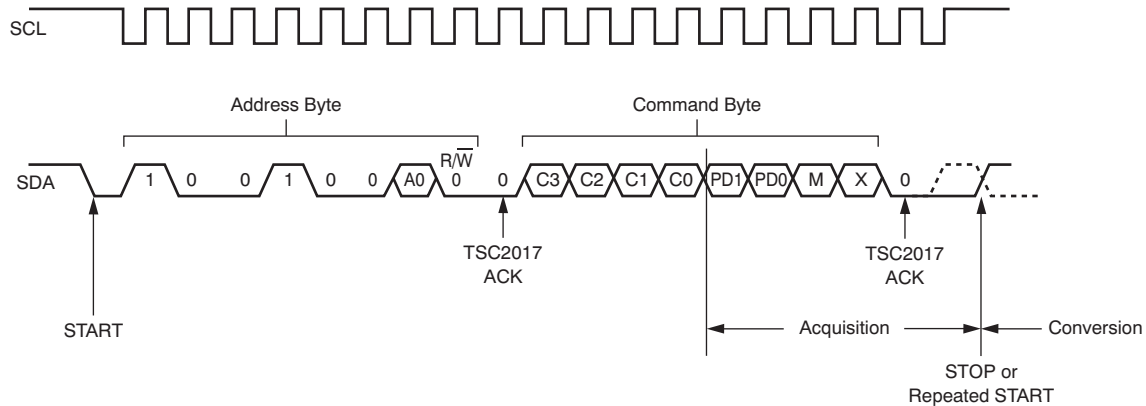 SCL
Address Byte
Command Byte
R/W̅
SDA
1 0 0 1 0 0 A0 0 0 C3 C2 C1 C0 PD1 PD0 M X 0
TSC2017
ACK
TSC2017
ACK
START
Acquisition
Conversion
STOP or
Repeated START